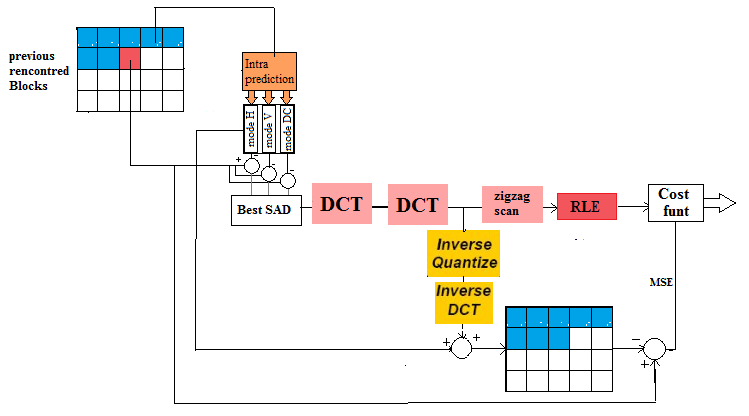 previous
rencontred
Blocks
Intra
prediction
mode H
mode V
mode DC
+
-
-
-
Best SAD
DCT
DCT
zigzag
scan
RLE
Cost
funt
Inverse
Quantize
Inverse
DCT
MSE
+
+
-
+